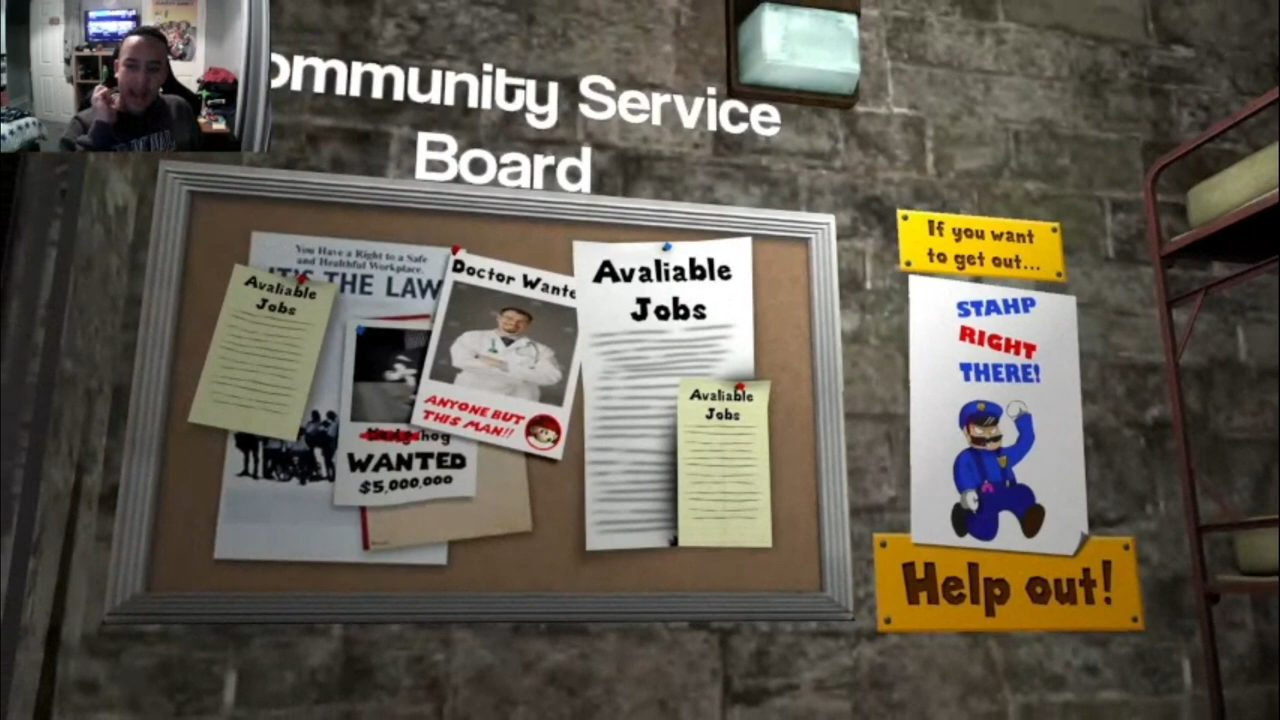 ommunity Service
Board
You Have a Right to a Safe
and Healthful Workplace.
IT'S THE LAW
Avaliable
Jobs
Doctor Wante
ANYONE BUT
THIS MAN!!
hog
WANTED
$5,000,000
Avaliable
Jobs
Avaliable
Jobs
If you want
to get out...
STAHP
RIGHT
THERE!
Help out!